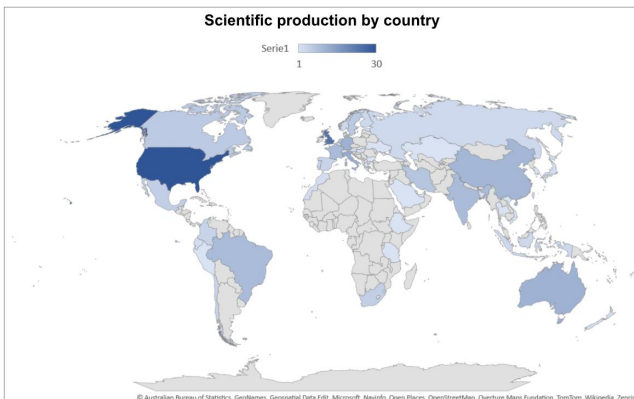 Scientific production by country
Serie1
1 30
© Australian Bureau of Statistics, GeoNames, Geospatial Data Edit, Microsoft, Navinfo, Open Places, OpenStreetMap, Overture Maps Fundation, TomTom, Wikipedia, Zenrin